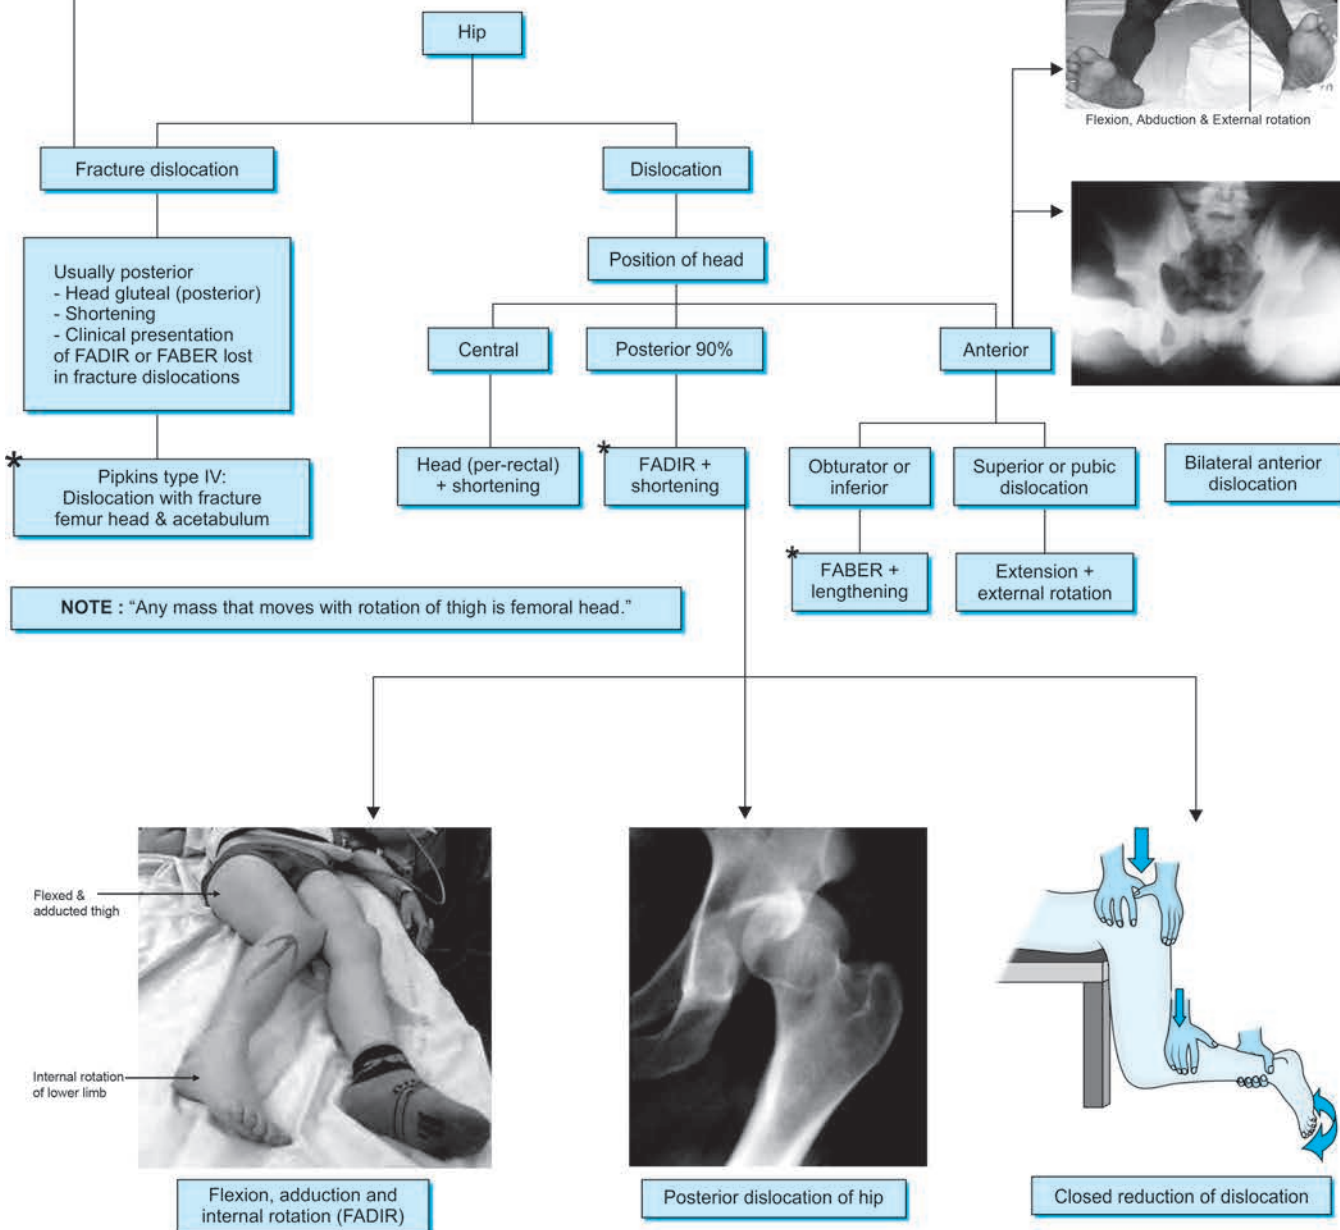 Hip
Flexion, Abduction & External rotation
Fracture dislocation
Dislocation
Usually posterior
- Head gluteal (posterior)
- Shortening
- Clinical presentation
of FADIR or FABER lost
in fracture dislocations
Position of head
Central
Posterior 90%
Anterior
*
Pipkins type IV:
Dislocation with fracture
femur head & acetabulum
Head (per-rectal)
+ shortening
*
FADIR +
shortening
Obturator or
inferior
Superior or pubic
dislocation
Bilateral anterior
dislocation
*
FABER +
lengthening
Extension +
external rotation
NOTE : “Any mass that moves with rotation of thigh is femoral head.”
Flexed &
adducted thigh
Internal rotation
of lower limb
Flexion, adduction and
internal rotation (FADIR)
Posterior dislocation of hip
Closed reduction of dislocation